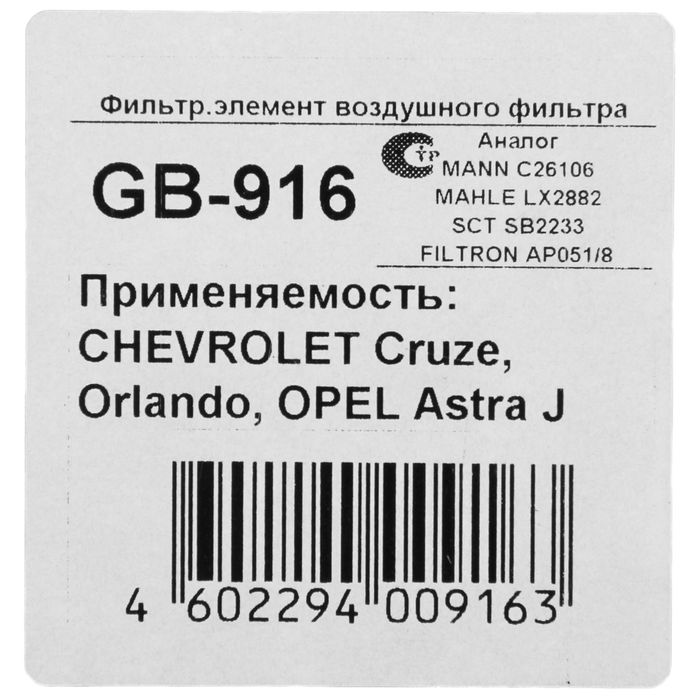 Фильтр.элемент воздушного фильтра
GB-916
Аналог
MANN C26106
MAHLE LX2882
SCT SB2233
FILTRON AP051/8
Применяемость:
CHEVROLET Cruze,
Orlando, OPEL Astra J
4 602294 009163